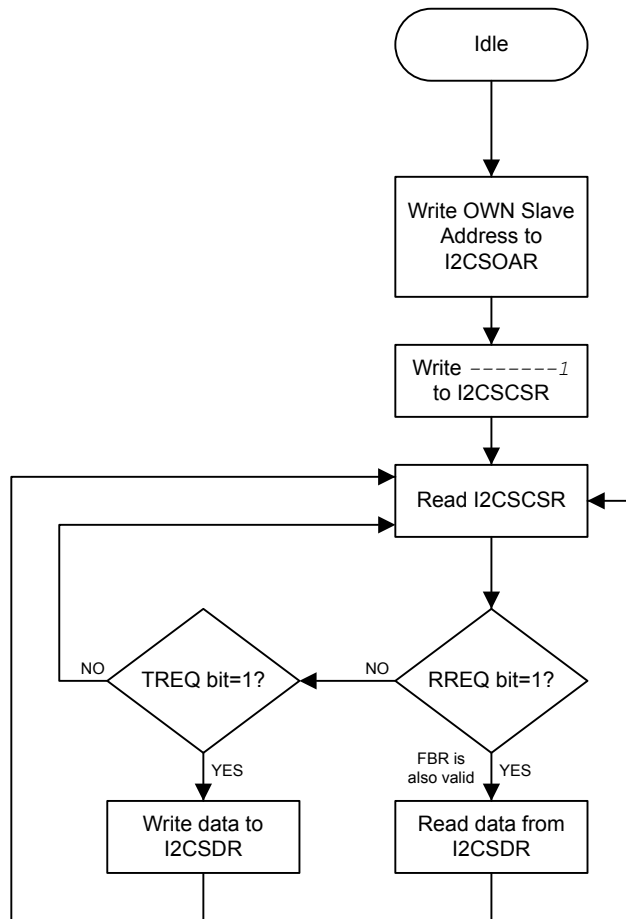 Idle
Write OWN Slave
Address to
I2CSOAR
Write -------1
to I2CSCSR
Read I2CSCSR
NO
TREQ bit=1?
NO
RREQ bit=1?
YES
FBR is
also valid
YES
Write data to
I2CSDR
Read data from
I2CSDR